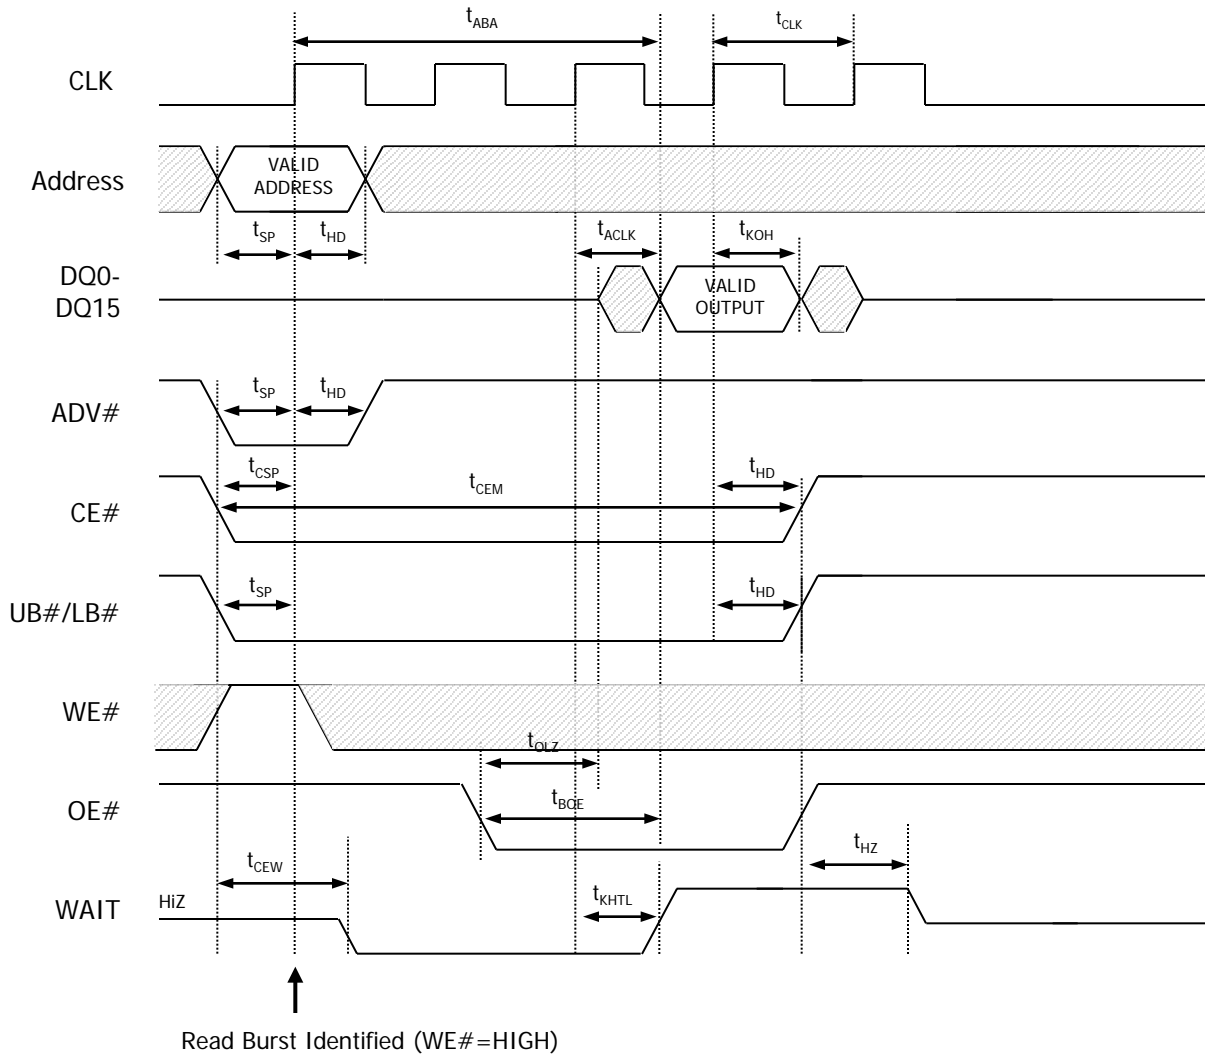 tABA
tCLK
CLK
Address
VALID
ADDRESS
tSP
tHD
tACLK
tKOH
DQ0-
DQ15
VALID
OUTPUT
ADV#
tSP
tHD
CE#
tCSP
tCEM
tHD
UB#/LB#
tSP
tHD
WE#
tOLZ
OE#
tBOE
tHZ
tCEW
WAIT
HiZ
tKHTL
Read Burst Identified (WE#=HIGH)